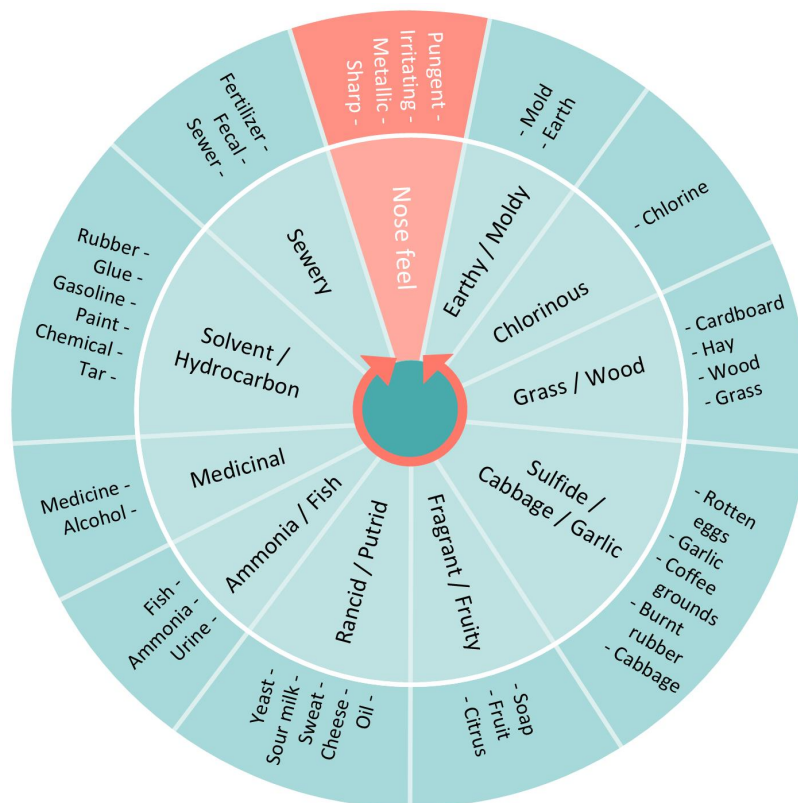 Pungent -
Irritating -
Metallic -
Sharp -
Nose feel
- Mold
- Earth
Earthy / Moldy
- Chlorine
Chlorinous
- Cardboard
- Hay
- Wood
- Grass
Grass / Wood
- Rotten
eggs
- Garlic
- Coffee
grounds
- Burnt
rubber
- Cabbage
Sulfide /
Cabbage / Garlic
- Soap
- Fruit
- Citrus
Fragrant / Fruity
Yeast -
Sour milk -
Sweat -
Cheese -
Oil -
Rancid / Putrid
Fish -
Ammonia -
Urine -
Ammonia / Fish
Medicine -
Alcohol -
Medicinal
Rubber -
Glue -
Gasoline -
Paint -
Chemical -
Tar -
Solvent /
Hydrocarbon
Fertilizer -
Fecal -
Sewer -
Sewery